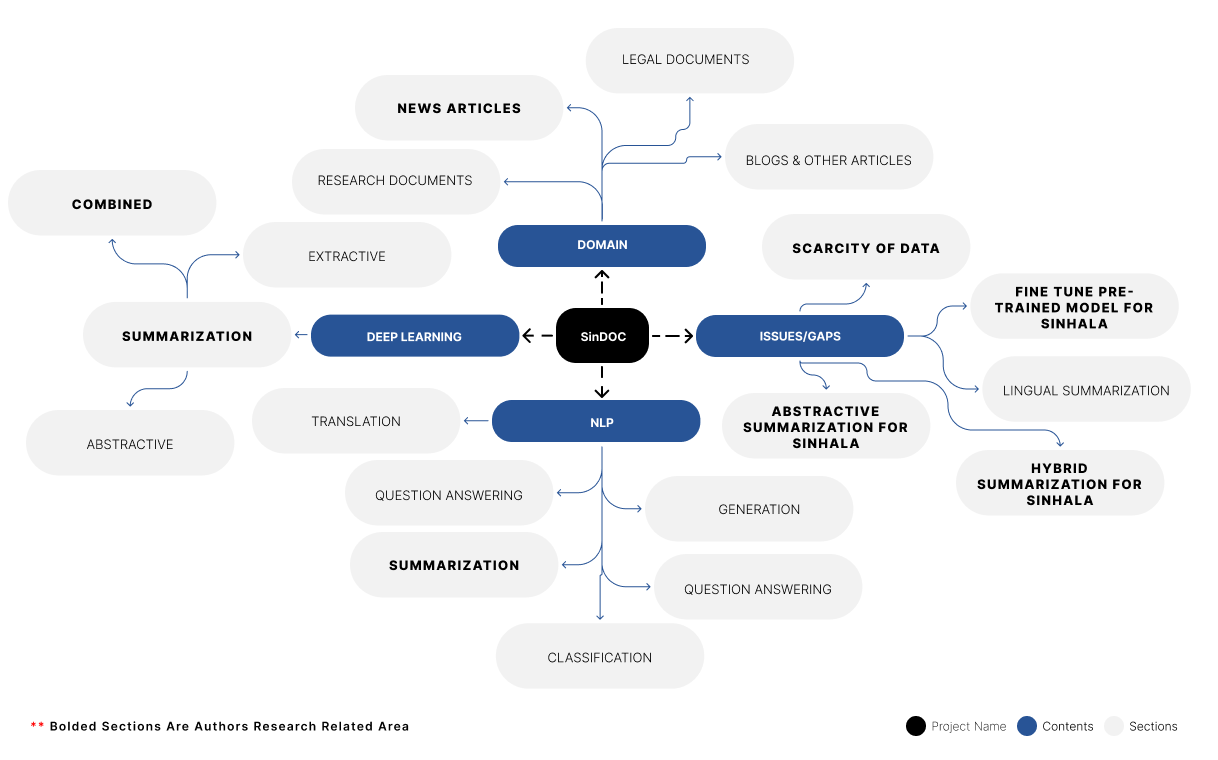 LEGAL DOCUMENTS
NEWS ARTICLES
BLOGS & OTHER ARTICLES
RESEARCH DOCUMENTS
COMBINED
EXTRACTIVE
DOMAIN
SCARCITY OF DATA
FINE TUNE PRE-
TRAINED MODEL FOR
SINHALA
SUMMARIZATION
DEEP LEARNING
SinDOC
ISSUES/GAPS
LINGUAL SUMMARIZATION
ABSTRACTIVE
TRANSLATION
NLP
ABSTRACTIVE
SUMMARIZATION FOR
SINHALA
HYBRID
SUMMARIZATION FOR
SINHALA
QUESTION ANSWERING
GENERATION
SUMMARIZATION
QUESTION ANSWERING
CLASSIFICATION
** Bolded Sections Are Authors Research Related Area
Project Name
Contents
Sections